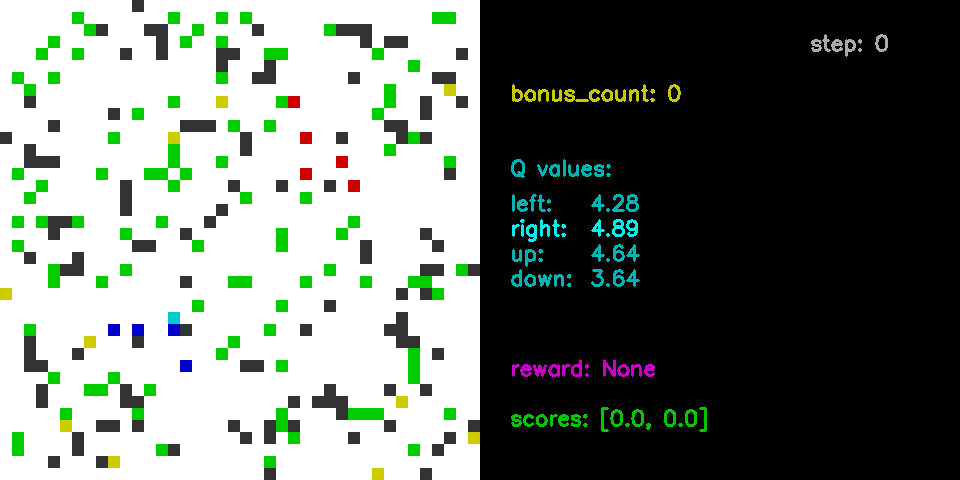 step: 0
bonus_count: 0
Q values:
left: 4.28
right: 4.89
up: 4.64
down: 3.64
reward: None
scores: [0.0, 0.0]